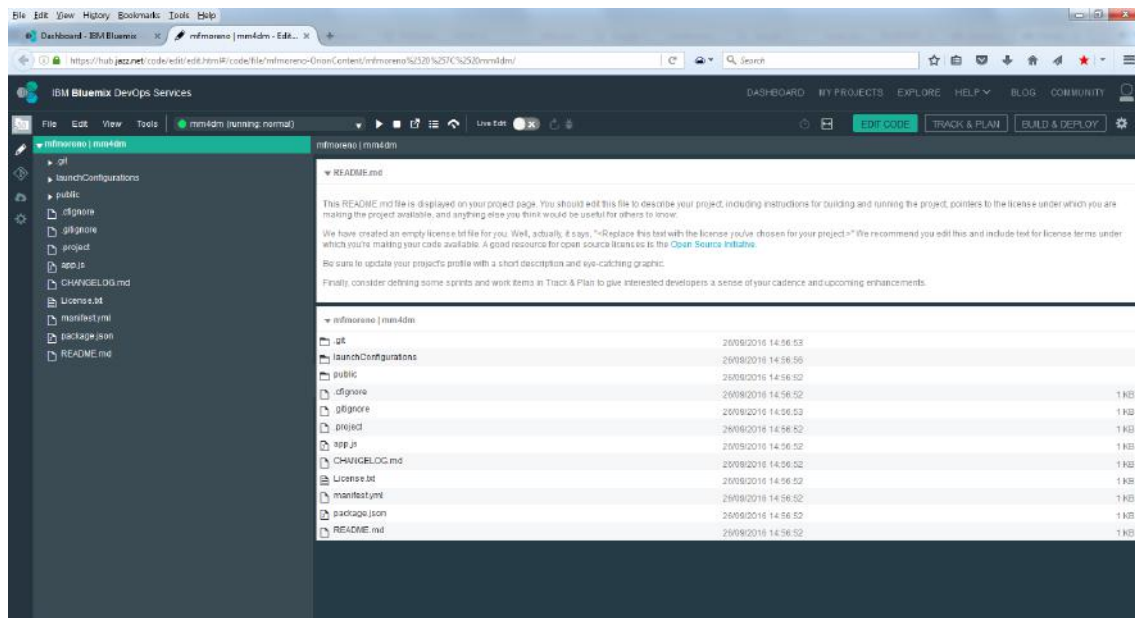 File Edit View History Bookmarks Tools Help
Dashboard - IBM Bluemix × mfmoreno | mm4dm - Edit... × +
https://hub.jazz.net/code/edit/edit.html#/code/file/mfmoreno-OrionContent/mfmoreno%2520%257C%2520mm4dm/ Search
IBM Bluemix DevOps Services DASHBOARD MY PROJECTS EXPLORE HELP BLOG COMMUNITY
File Edit View Tools mm4dm (running: normal) Live Edit EDIT CODE TRACK & PLAN BUILD & DEPLOY
mfmoreno | mm4dm
.git
launchConfigurations
public
.cfignore
.gitignore
project
app.js
CHANGELOG.md
License.txt
manifest.yml
package.json
README.md
mfmoreno | mm4dm
README.md
This README.md file is displayed on your project page. You should edit this file to describe your project, including instructions for building and running the project, pointers to the license under which you are
making the project available, and anything else you think would be useful for others to know.
We have created an empty license.txt file for you. Well, actually, it says, "<Replace this text with the license you've chosen for your project.>" We recommend you edit this and include text for license terms under
which you're making your code available. A good resource for open source licenses is the Open Source Initiative.
Be sure to update your project's profile with a short description and eye-catching graphic.
Finally, consider defining some sprints and work items in Track & Plan to give interested developers a sense of your cadence and upcoming enhancements.
mfmoreno | mm4dm
.git 26/09/2016 14:56:53
launchConfigurations 26/09/2016 14:56:56
public 26/09/2016 14:56:52
.cfignore 26/09/2016 14:56:52 1 KB
.gitignore 26/09/2016 14:56:53 1 KB
project 26/09/2016 14:56:52 1 KB
app.js 26/09/2016 14:56:52 1 KB
CHANGELOG.md 26/09/2016 14:56:52 1 KB
License.txt 26/09/2016 14:56:52 1 KB
manifest.yml 26/09/2016 14:56:52 1 KB
package.json 26/09/2016 14:56:52 1 KB
README.md 26/09/2016 14:56:52 1 KB